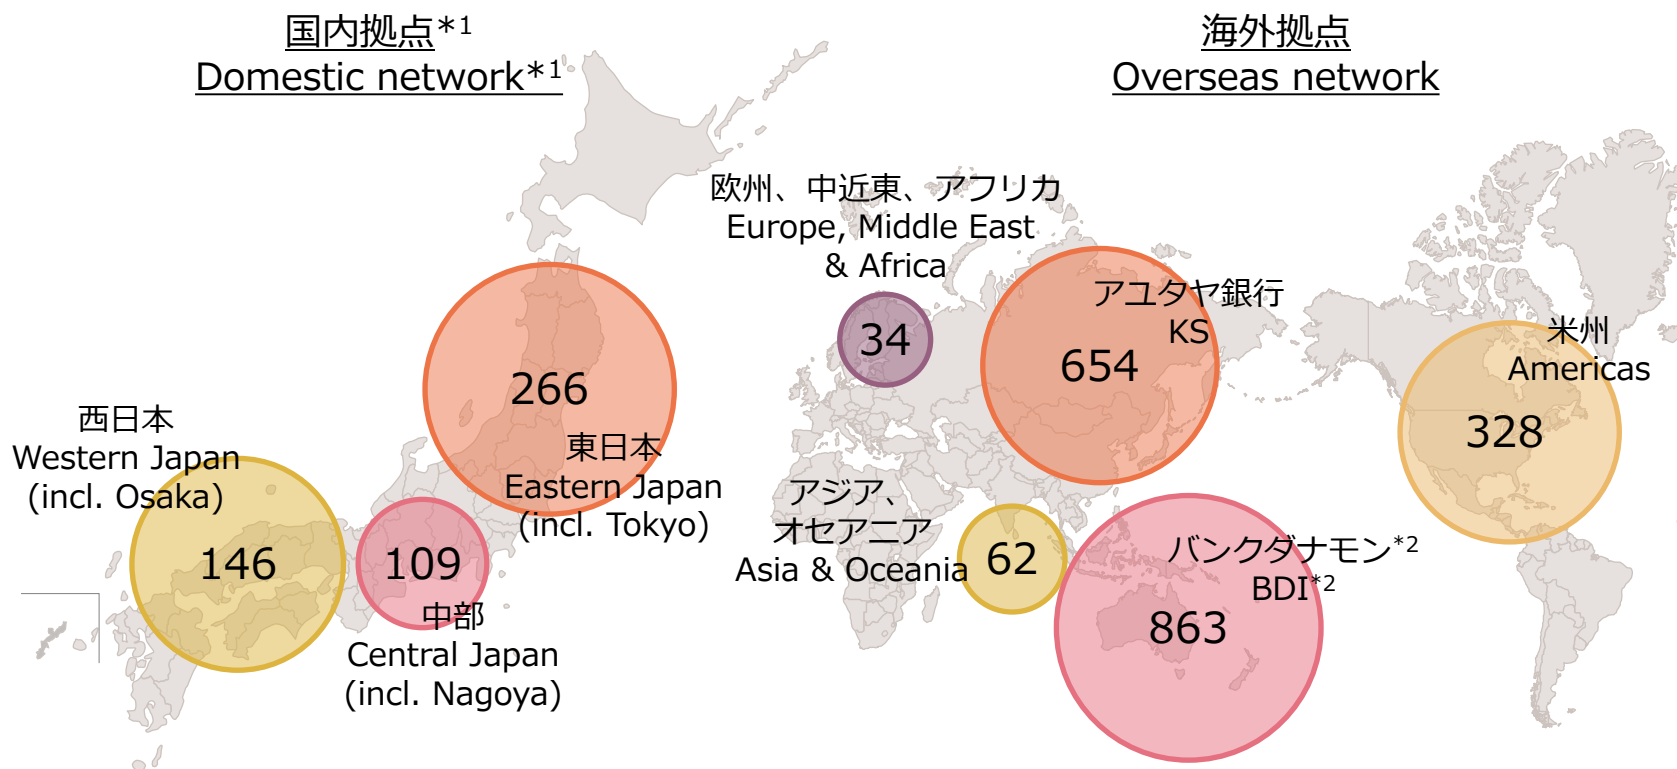 国内拠点*1
Domestic network*1
266
東日本
Eastern Japan
(incl. Tokyo)
西日本
Western Japan
(incl. Osaka)
146
109
中部
Central Japan
(incl. Nagoya)
海外拠点
Overseas network
欧州、中近東、アフリカ
Europe, Middle East
& Africa
34
アユタヤ銀行
KS
654
米州
Americas
328
アジア、
オセアニア
Asia & Oceania
62
バンクダナモン*2
BDI*2
863